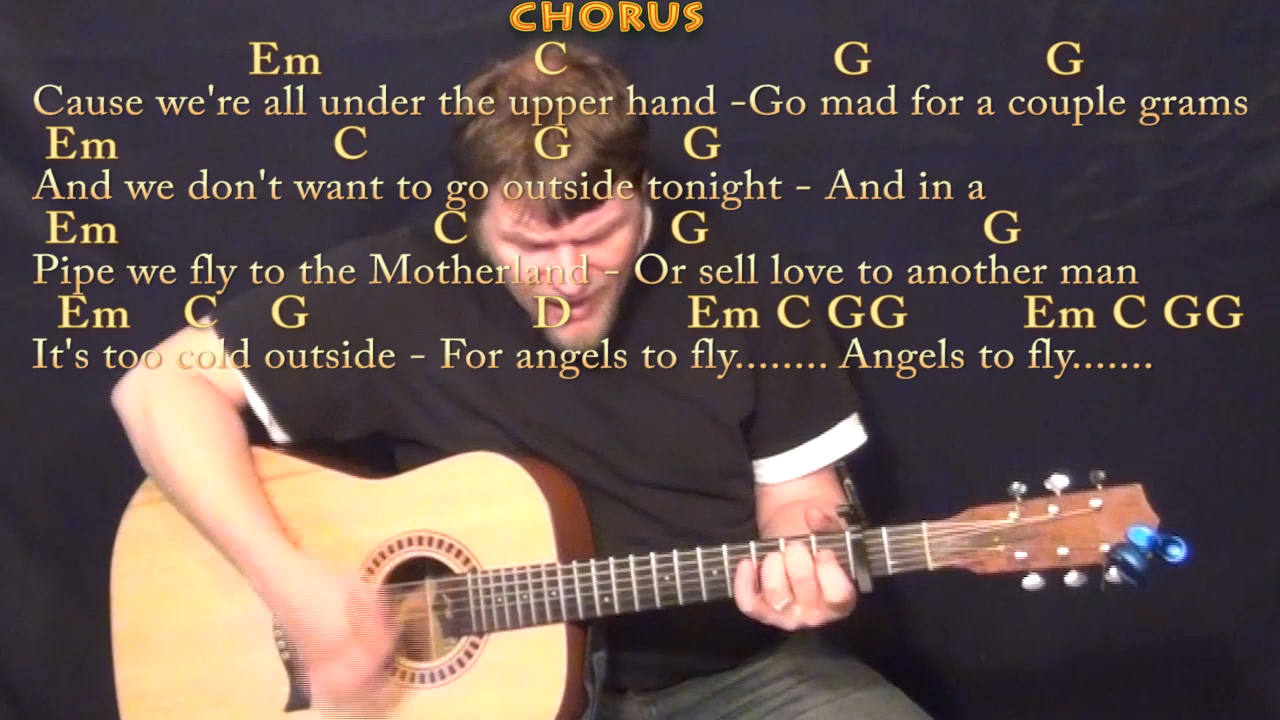 CHORUS
Em C G G
Cause we're all under the upper hand -Go mad for a couple grams
Em C G G
And we don't want to go outside tonight - And in a
Em C G G
Pipe we fly to the Motherland - Or sell love to another man
Em C G D Em C GG Em C GG
It's too cold outside - For angels to fly........ Angels to fly.......